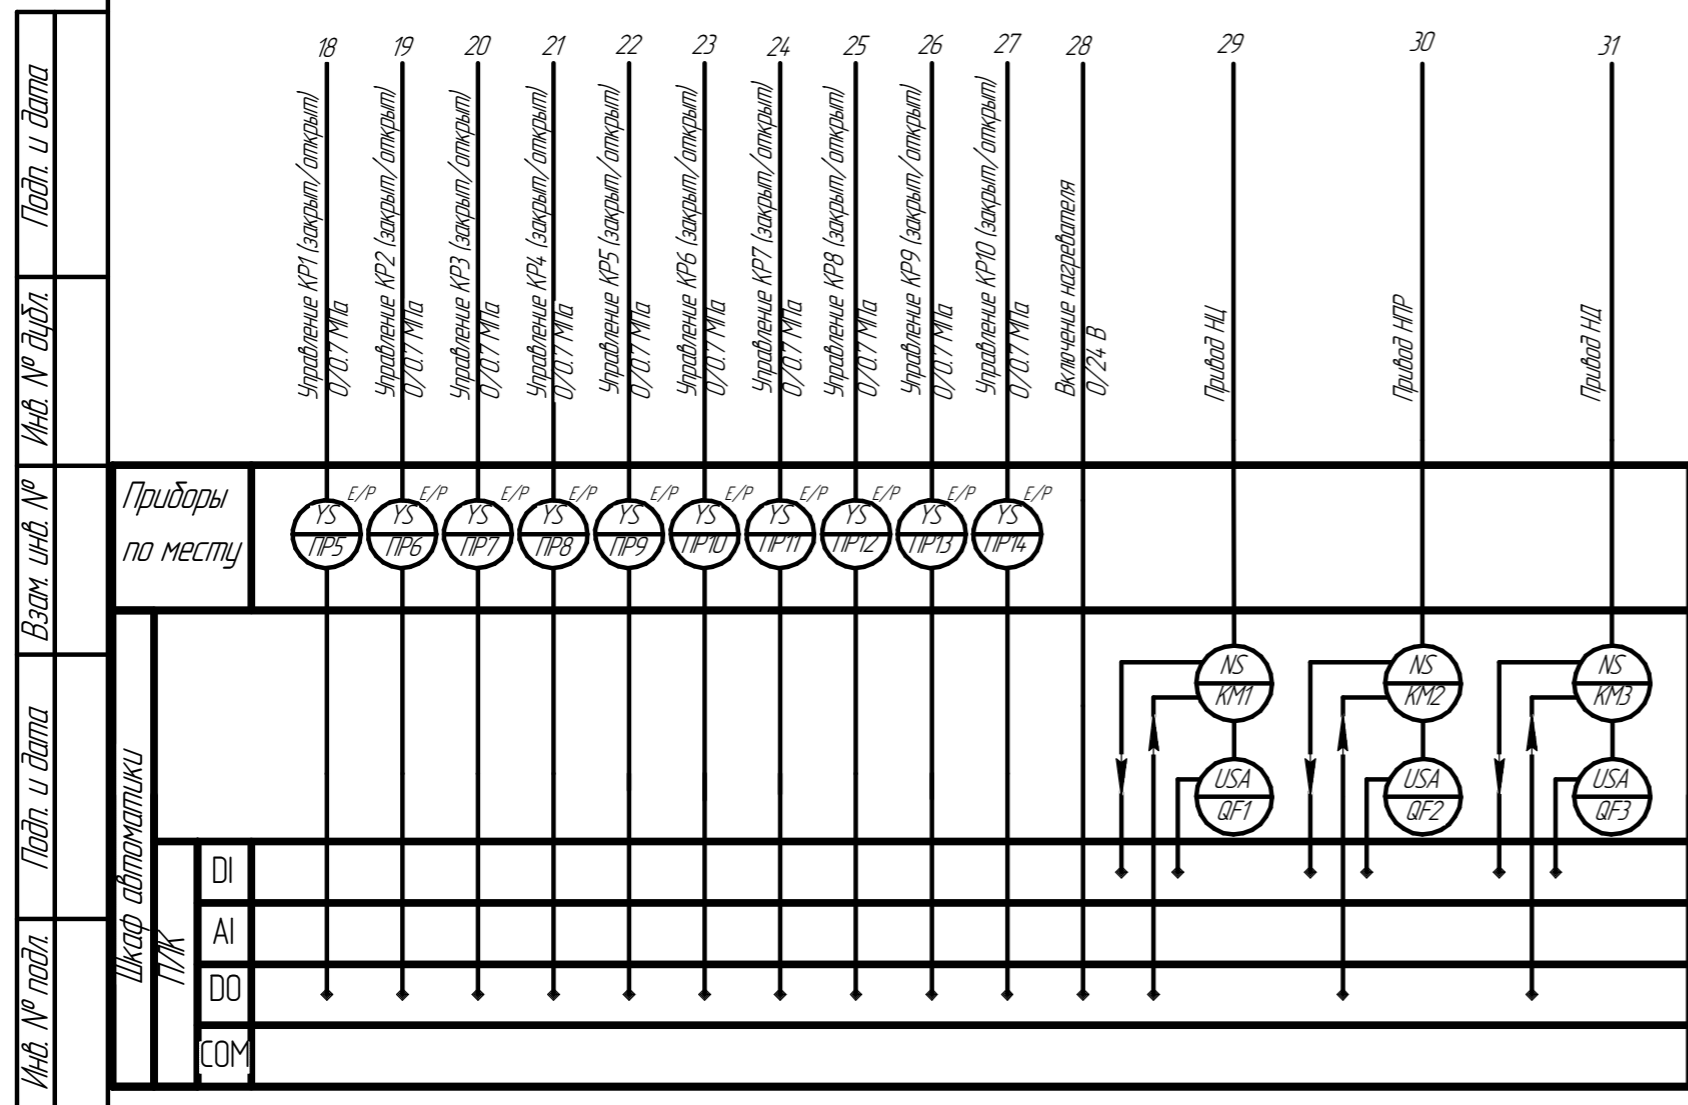 18 19 20 21 22 23 24 25 26 27 28 29 30 31
Управление КР1 (закрыт/открыт)
0/0.7 МПа
Управление КР2 (закрыт/открыт)
0/0.7 МПа
Управление КР3 (закрыт/открыт)
0/0.7 МПа
Управление КР4 (закрыт/открыт)
0/0.7 МПа
Управление КР5 (закрыт/открыт)
0/0.7 МПа
Управление КР6 (закрыт/открыт)
0/0.7 МПа
Управление КР7 (закрыт/открыт)
0/0.7 МПа
Управление КР8 (закрыт/открыт)
0/0.7 МПа
Управление КР9 (закрыт/открыт)
0/0.7 МПа
Управление КР10 (закрыт/открыт)
0/0.7 МПа
Включение нагревателя
0/24 В
Привод НЦ
Привод НПР
Привод НД
Приборы
по месту
E/P E/P E/P E/P E/P E/P E/P E/P E/P E/P
YS YS YS YS YS YS YS YS YS YS
ПР5 ПР6 ПР7 ПР8 ПР9 ПР10 ПР11 ПР12 ПР13 ПР14
NS NS NS
KM1 KM2 KM3
USA USA USA
QF1 QF2 QF3
Шкаф автоматики
ПЛК
DI
AI
DO
COM
Подп. и дата
Инв. № дубл.
Взам. инв. №
Подп. и дата
Инв. № подл.